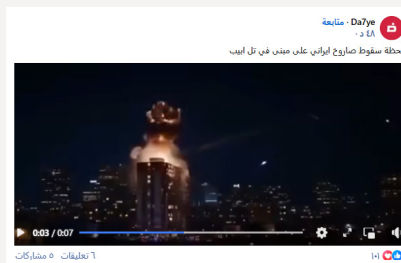 Da7ye · متابعة
٤٨ د ·
لحظة سقوط صاروخ ايراني على مبنى في تل ابيب
0:03 / 0:07
١٠١
٦ تعليقات ٥ مشاركات